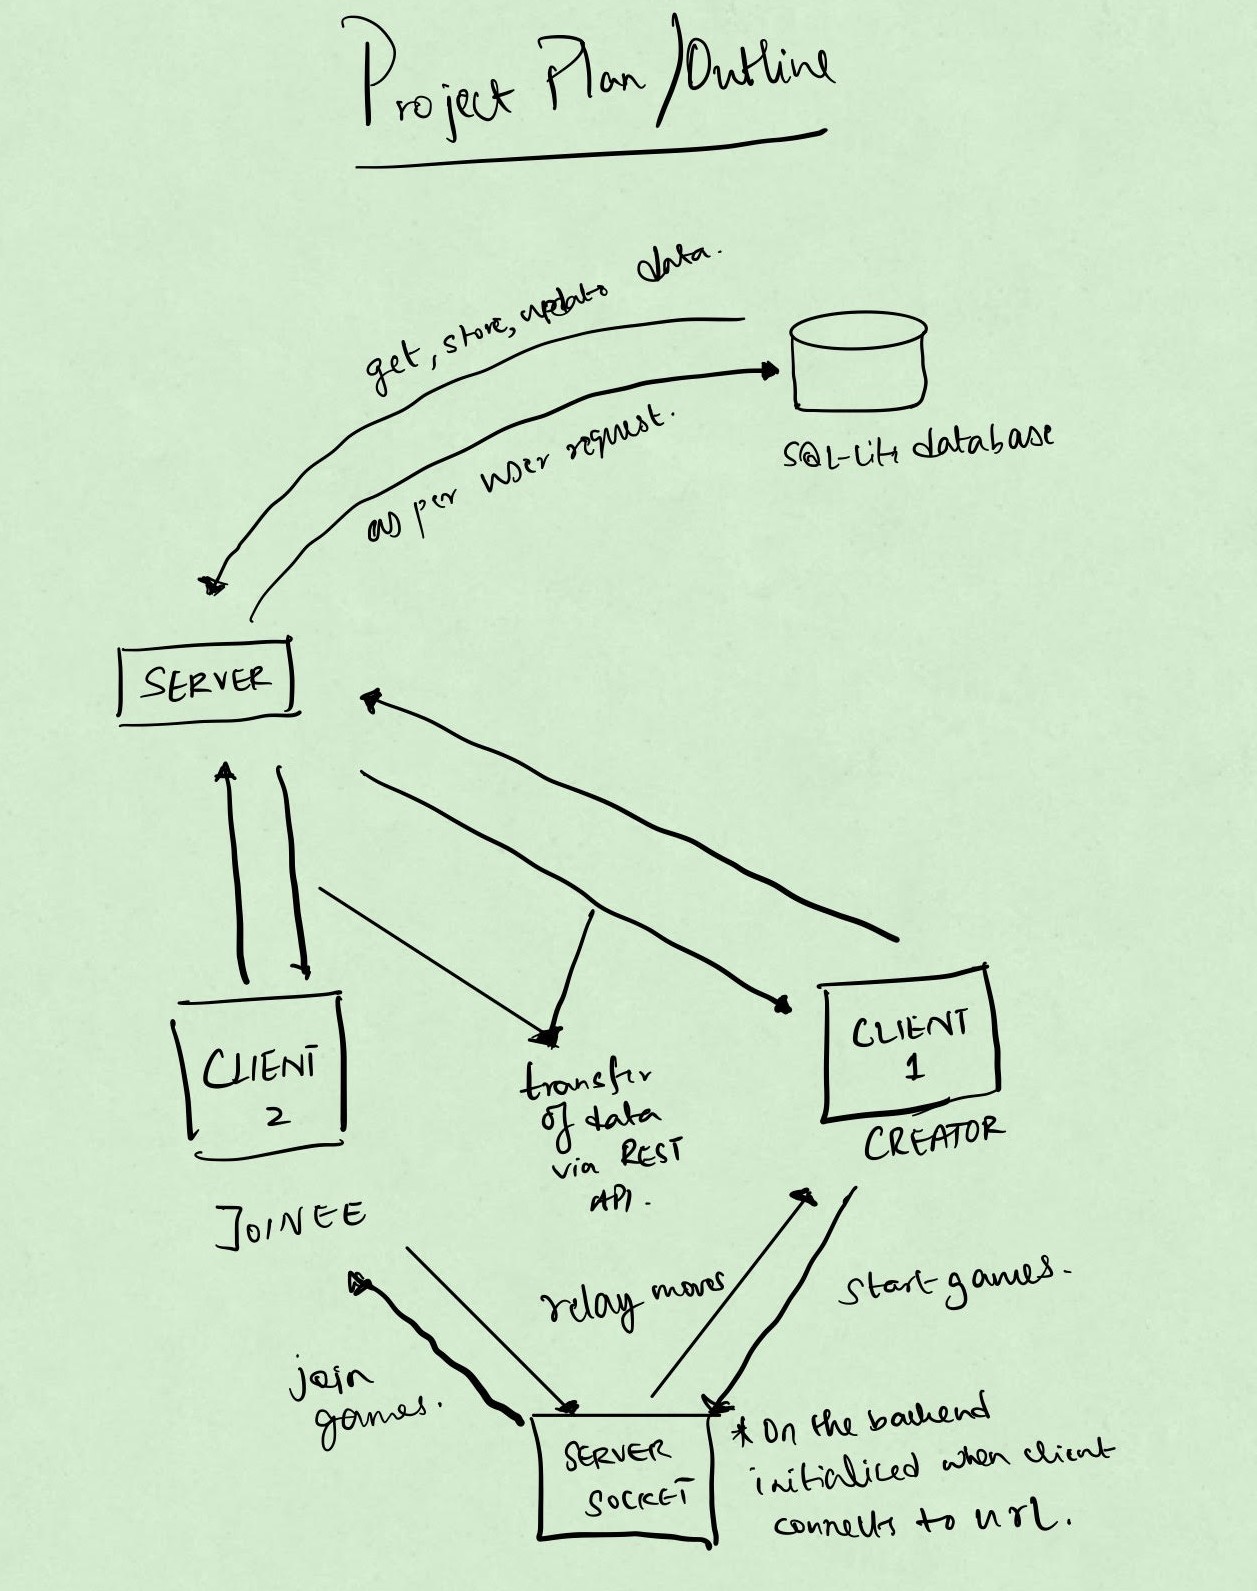 Project Plan/Outline
get, store, update data.
as per user request.
SQL-Lite database
SERVER
CLIENT
1
CREATOR
CLIENT
2
JOINEE
transfer
of data
via REST
API.
relay moves
start games.
join
games.
SERVER
SOCKET
* On the backend
initialiced when client
connects to url.